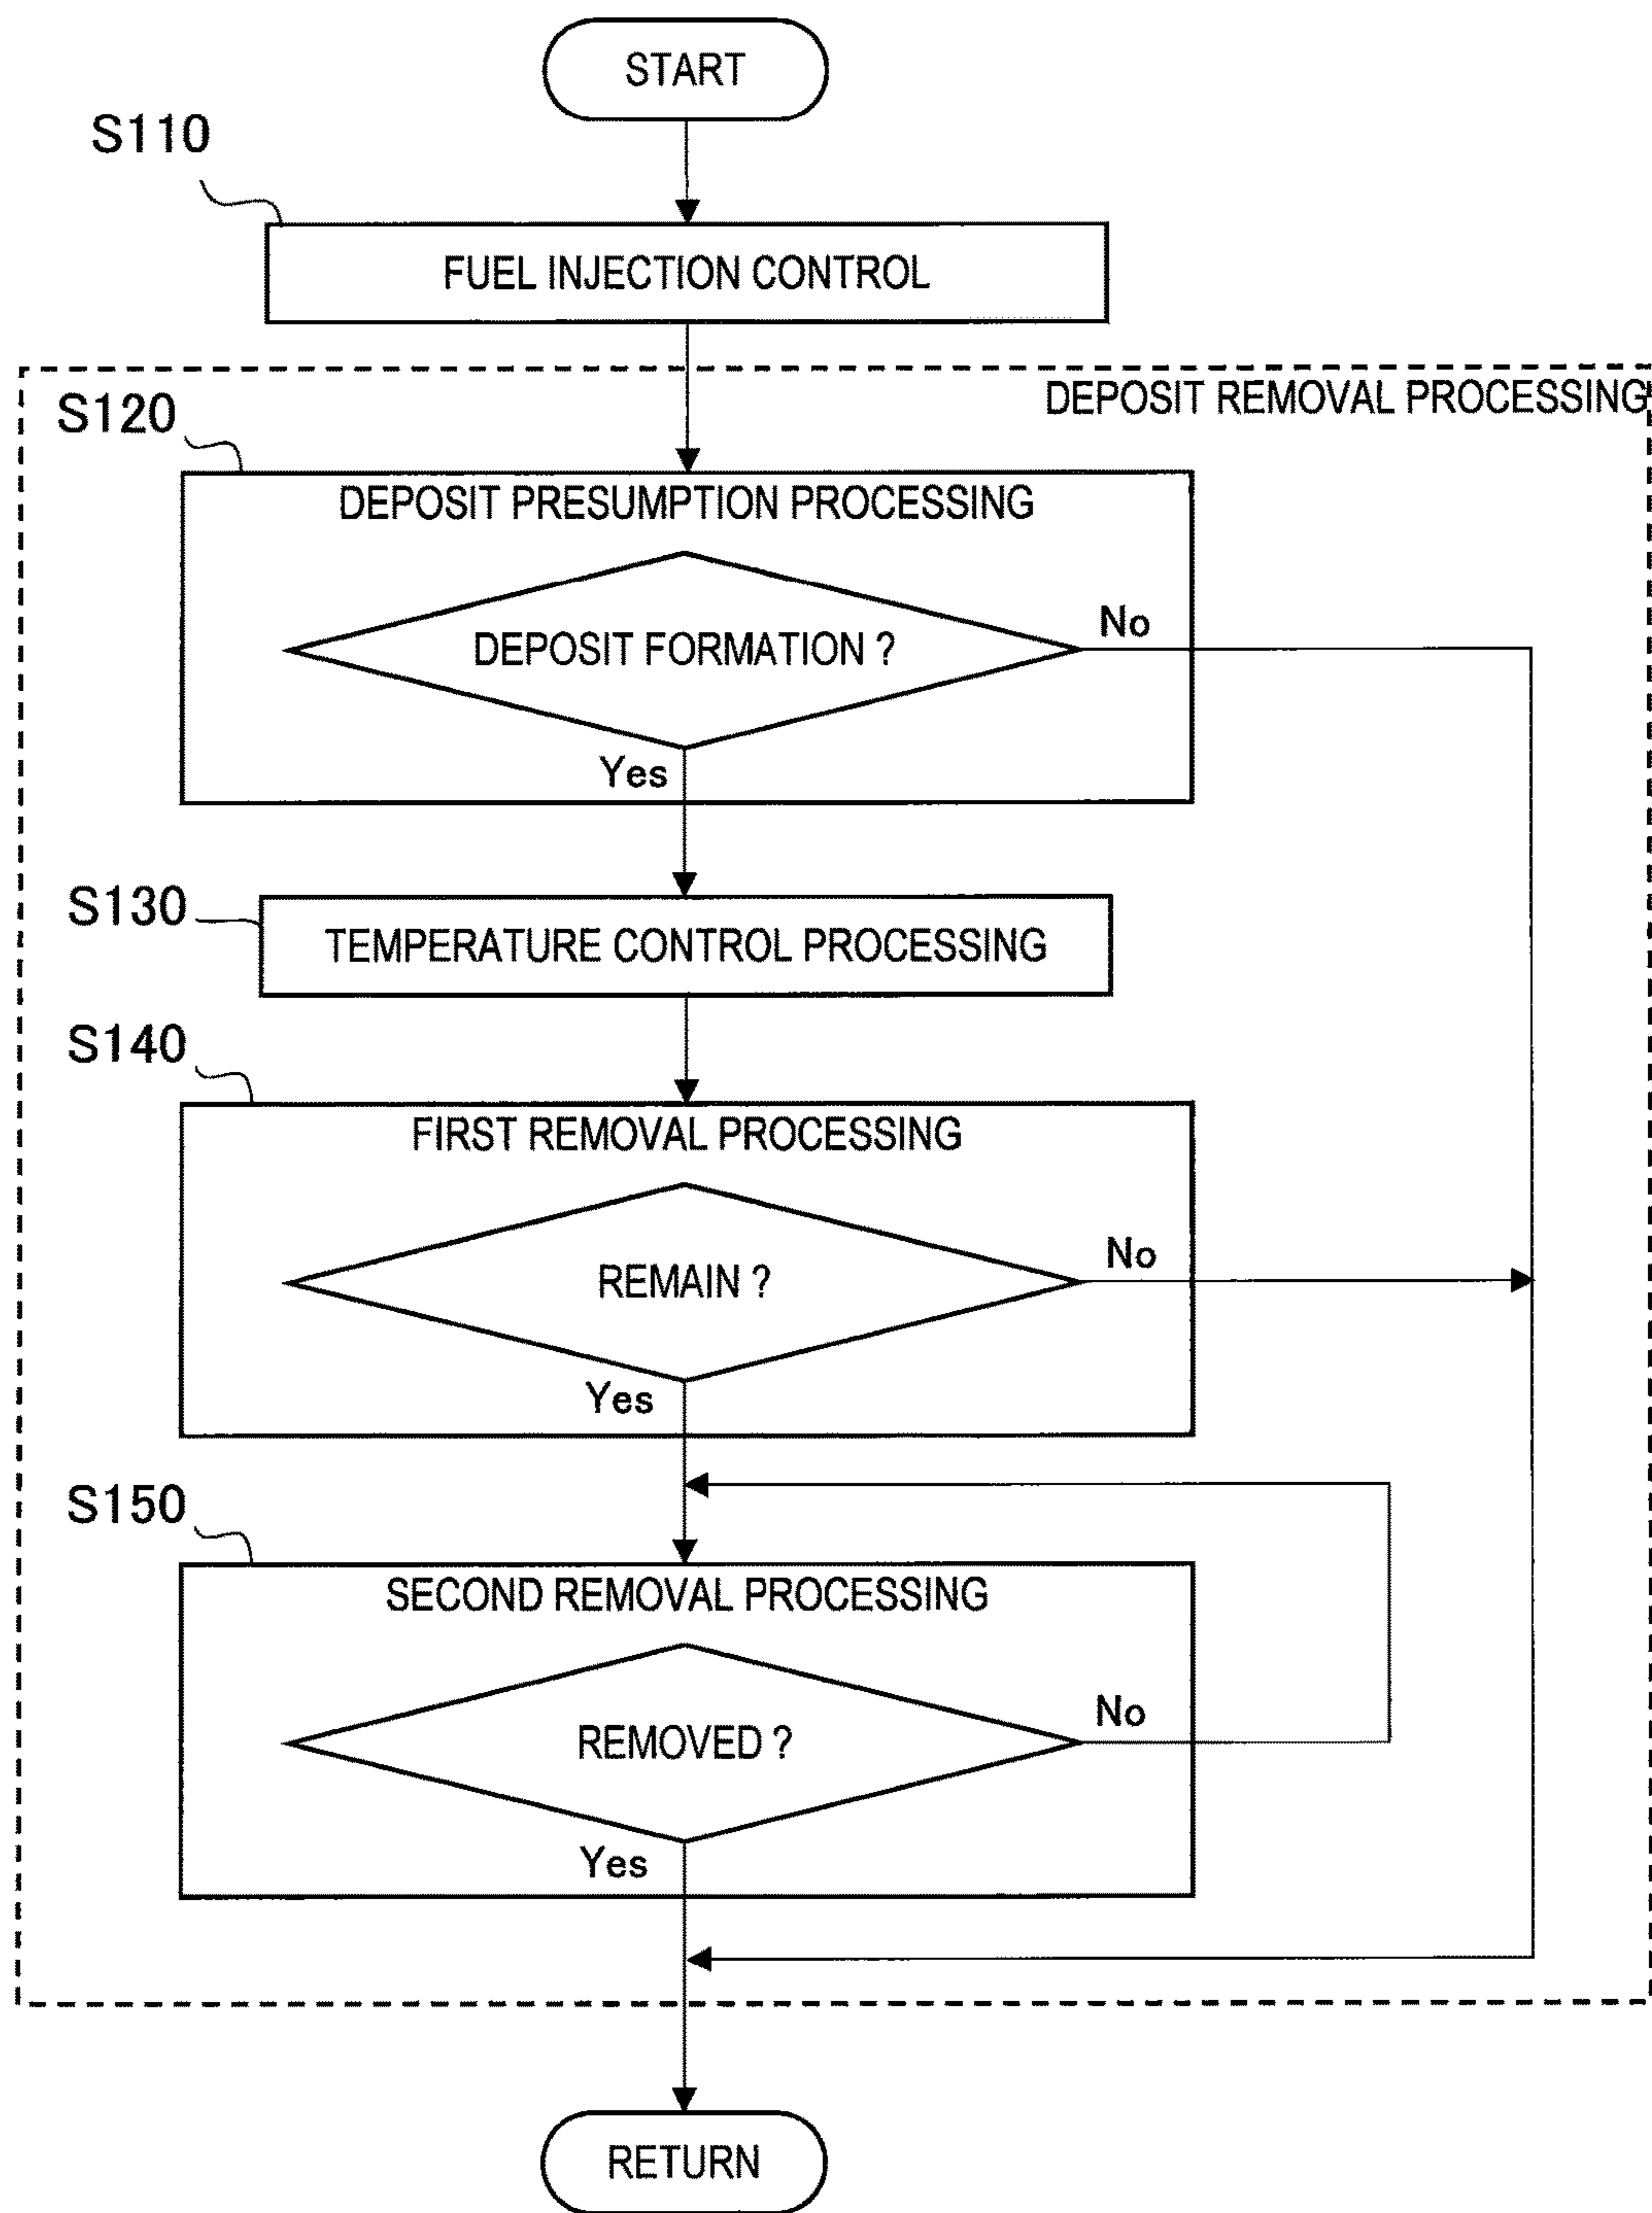 START
S110
FUEL INJECTION CONTROL
DEPOSIT REMOVAL PROCESSING
S120
DEPOSIT PRESUMPTION PROCESSING
No
DEPOSIT FORMATION ?
Yes
S130
TEMPERATURE CONTROL PROCESSING
S140
FIRST REMOVAL PROCESSING
No
REMAIN ?
Yes
S150
SECOND REMOVAL PROCESSING
No
REMOVED ?
Yes
RETURN